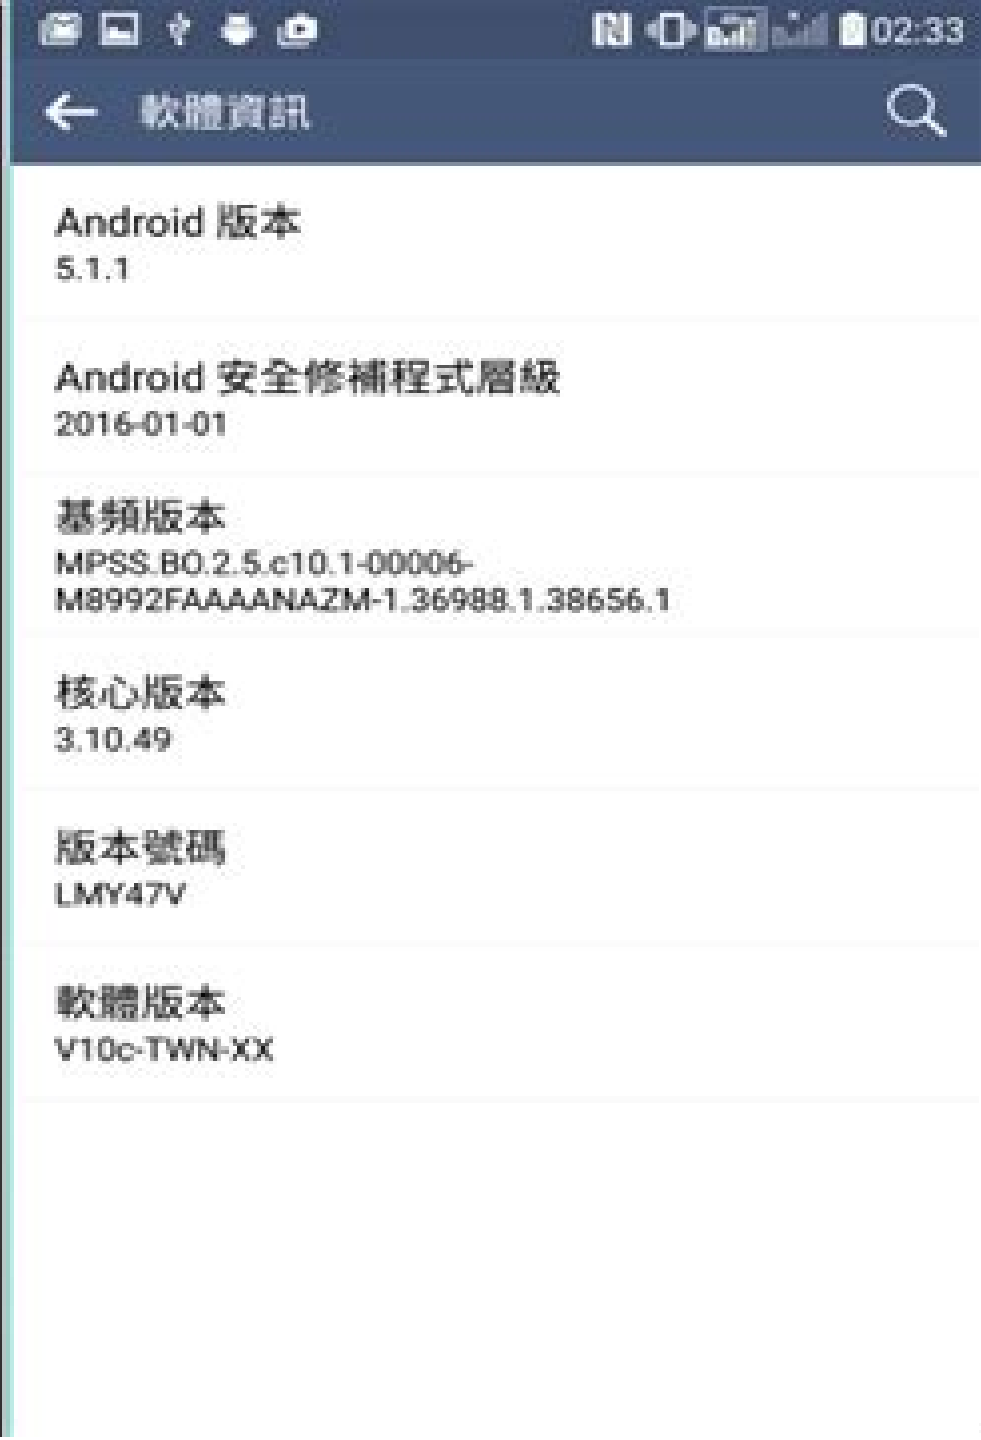 02:33
軟體資訊
Android 版本
5.1.1
Android 安全修補程式層級
2016-01-01
基頻版本
MPSS.BO.2.5.c10.1-00006-
M8992FAAAANAZM-1.36988.1.38656.1
核心版本
3.10.49
版本號碼
LMY47V
軟體版本
V10c-TWN-XX